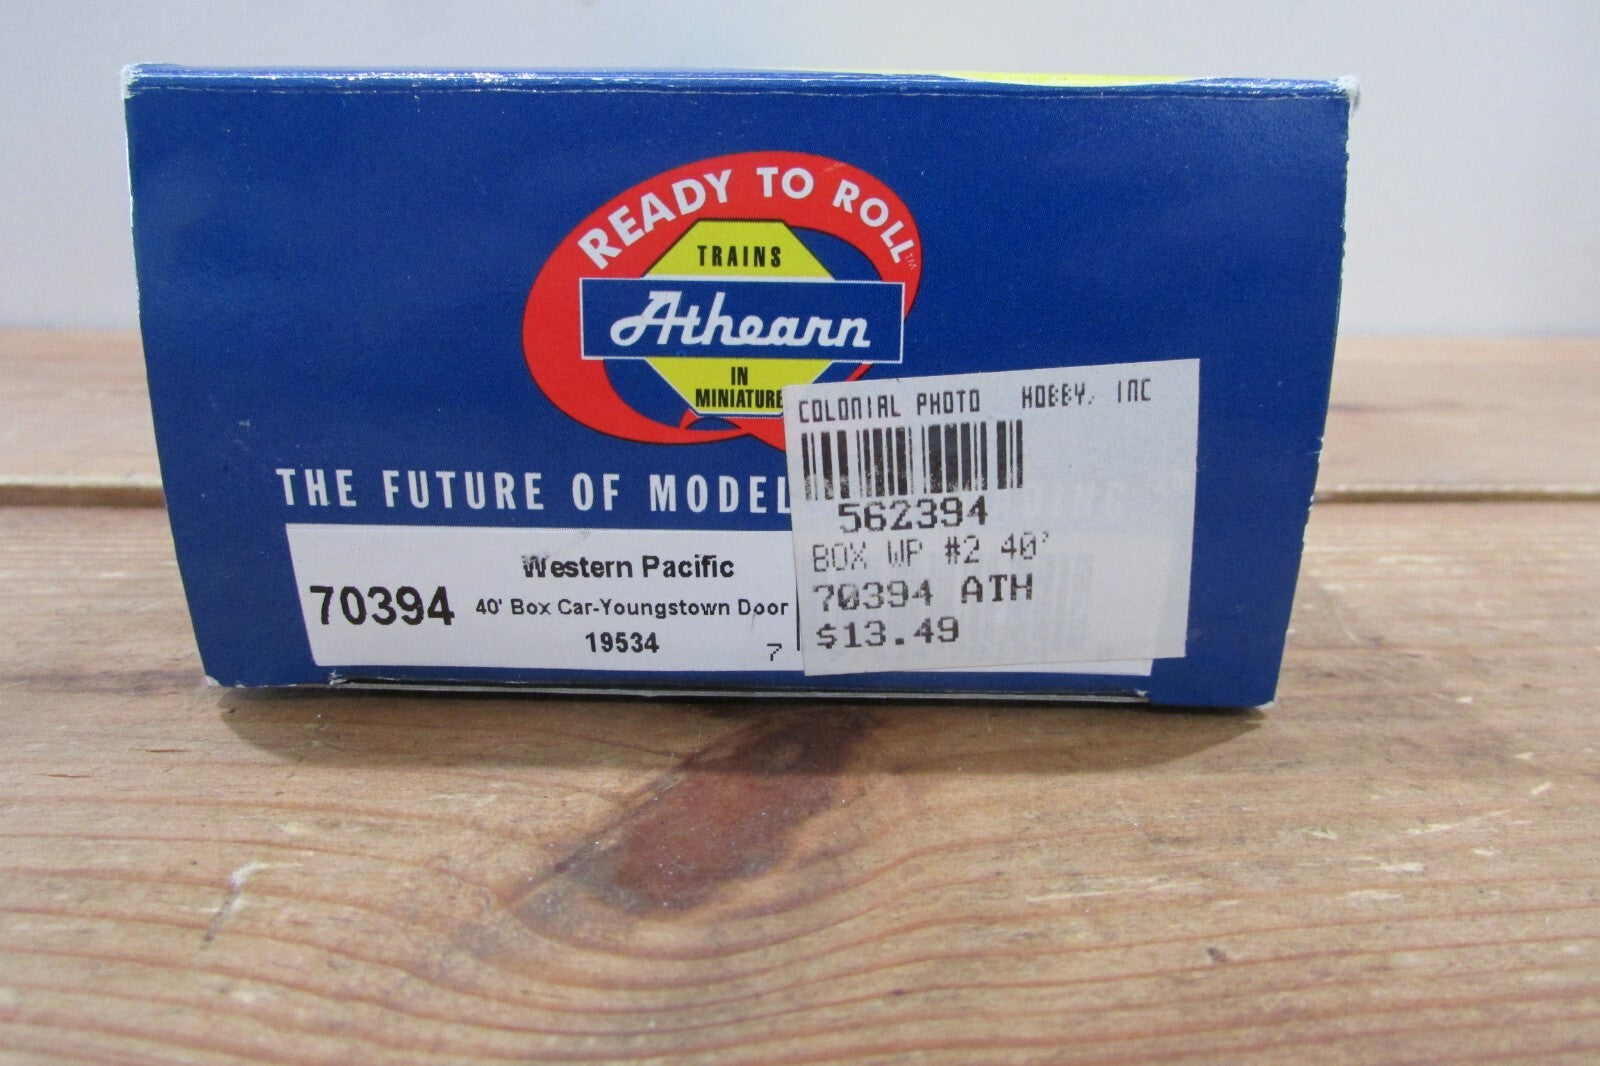 READY TO ROLL™
TRAINS
Athearn
IN
MINIATURE
THE FUTURE OF MODEL
Western Pacific
70394
40' Box Car-Youngstown Door
19534
7
COLONIAL PHOTO HOBBY, INC
562394
BOX WP #2 40'
70394 ATH
$13.49